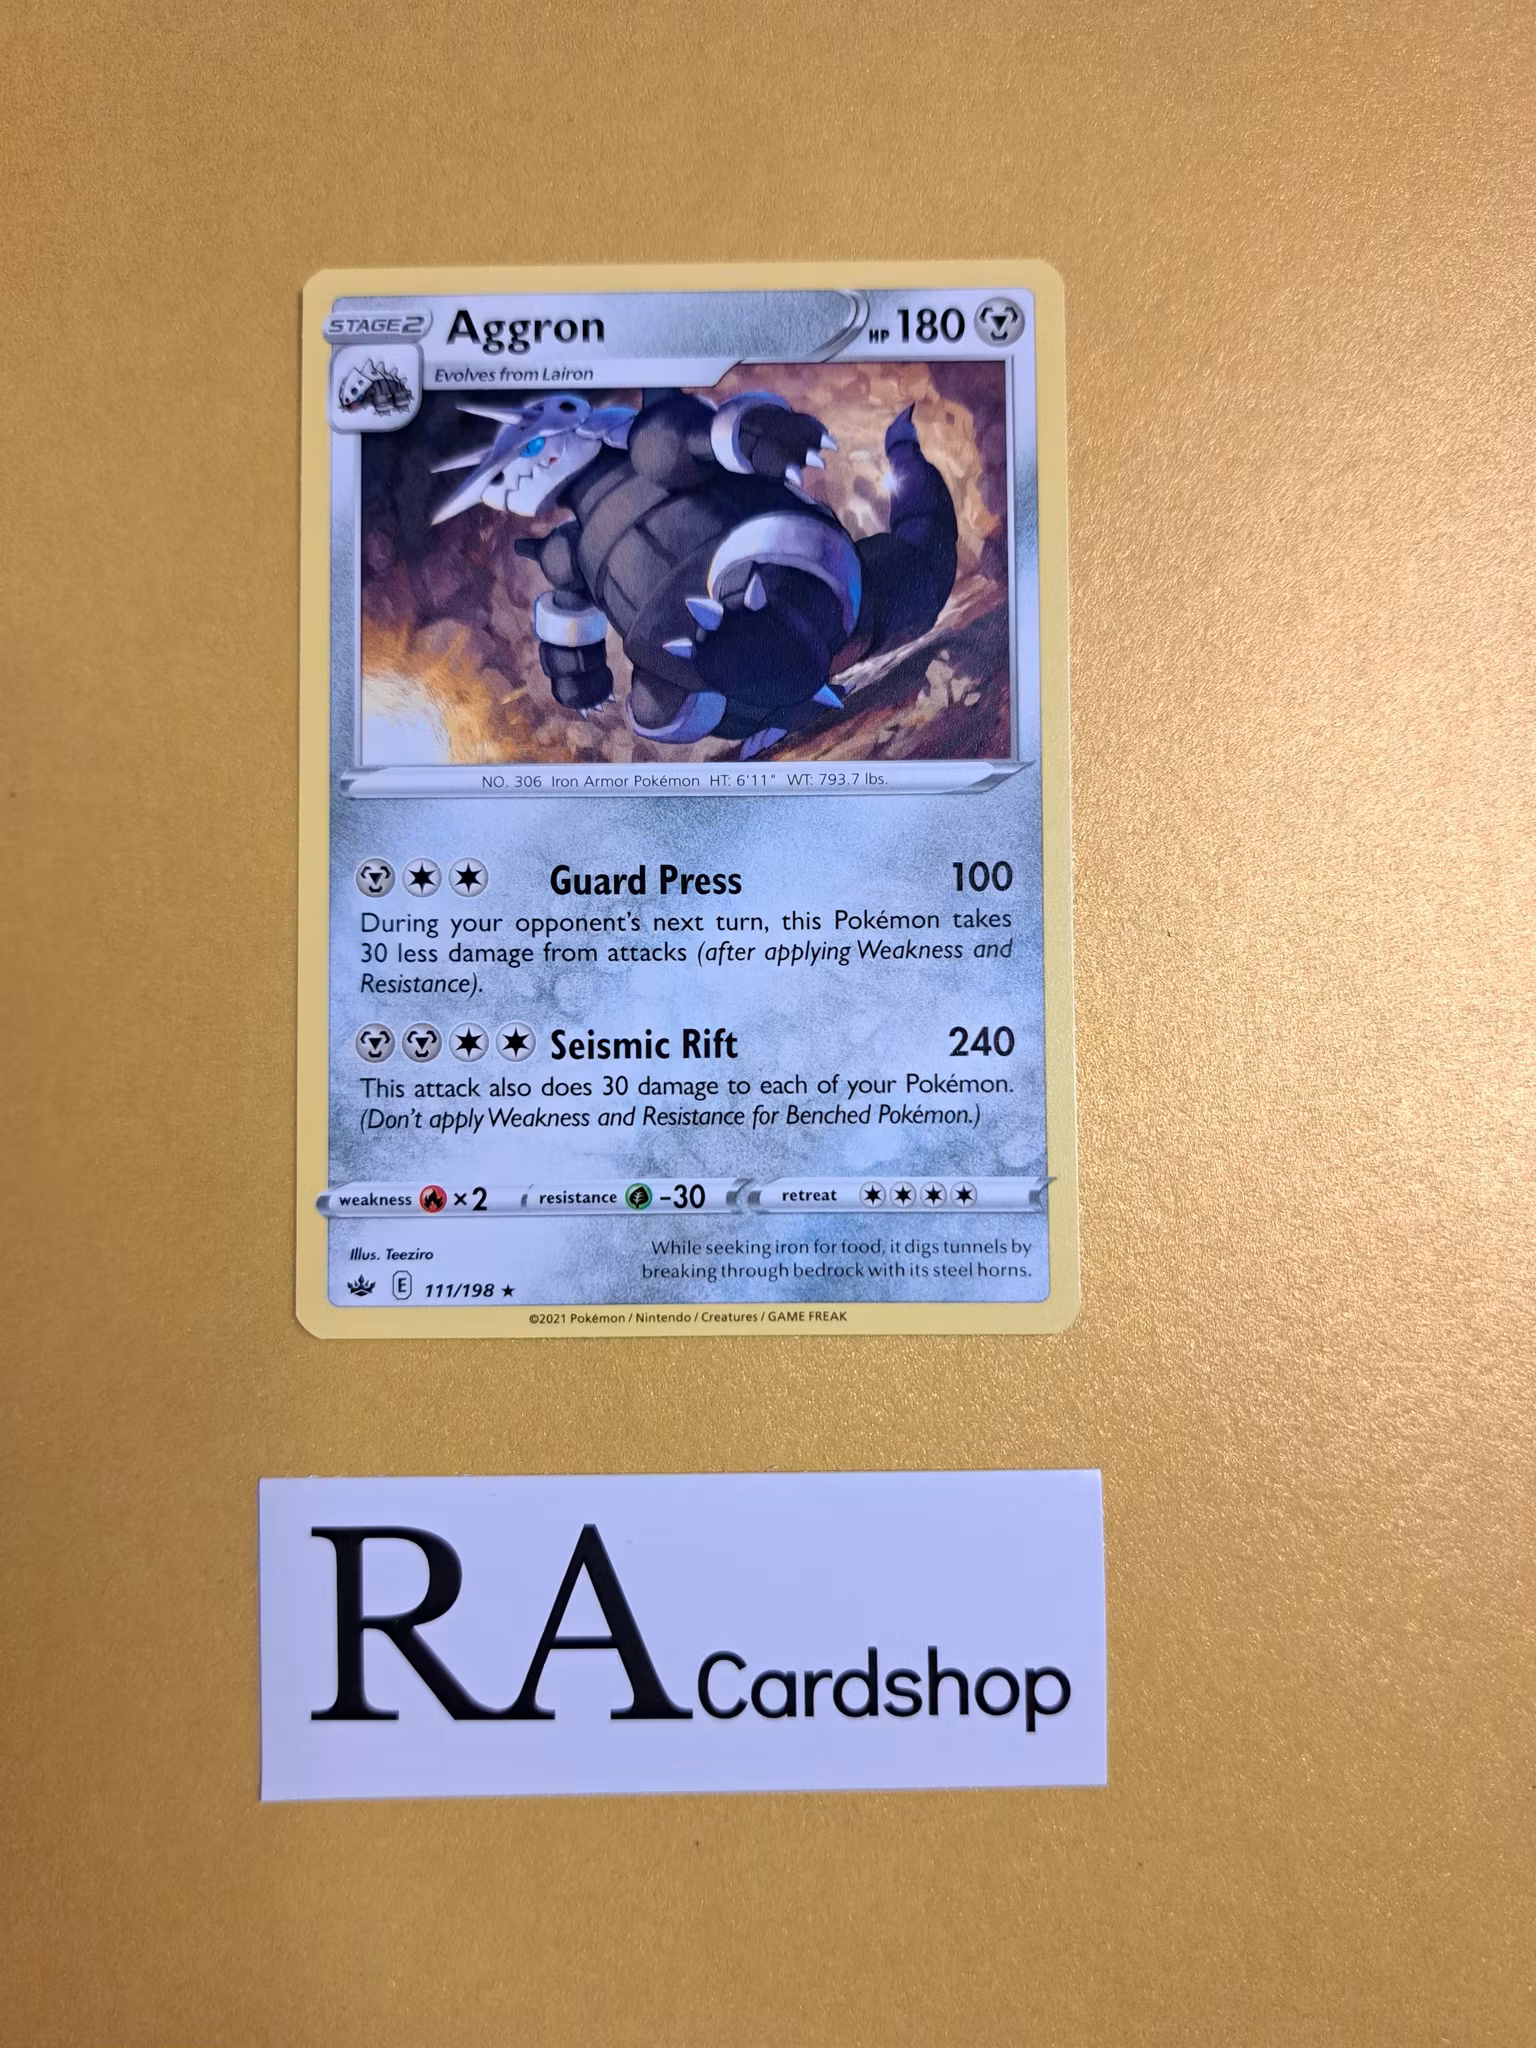 STAGE 2 Aggron HP 180
Evolves from Lairon
NO. 306 Iron Armor Pokémon HT: 6'11" WT: 793.7 lbs.
Guard Press 100
During your opponent's next turn, this Pokémon takes
30 less damage from attacks (after applying Weakness and
Resistance).
Seismic Rift 240
This attack also does 30 damage to each of your Pokémon.
(Don't apply Weakness and Resistance for Benched Pokémon.)
weakness ×2 resistance -30 retreat
Illus. Teeziro
While seeking iron for food, it digs tunnels by
breaking through bedrock with its steel horns.
E 111/198 ★
©2021 Pokémon / Nintendo / Creatures / GAME FREAK
RA Cardshop